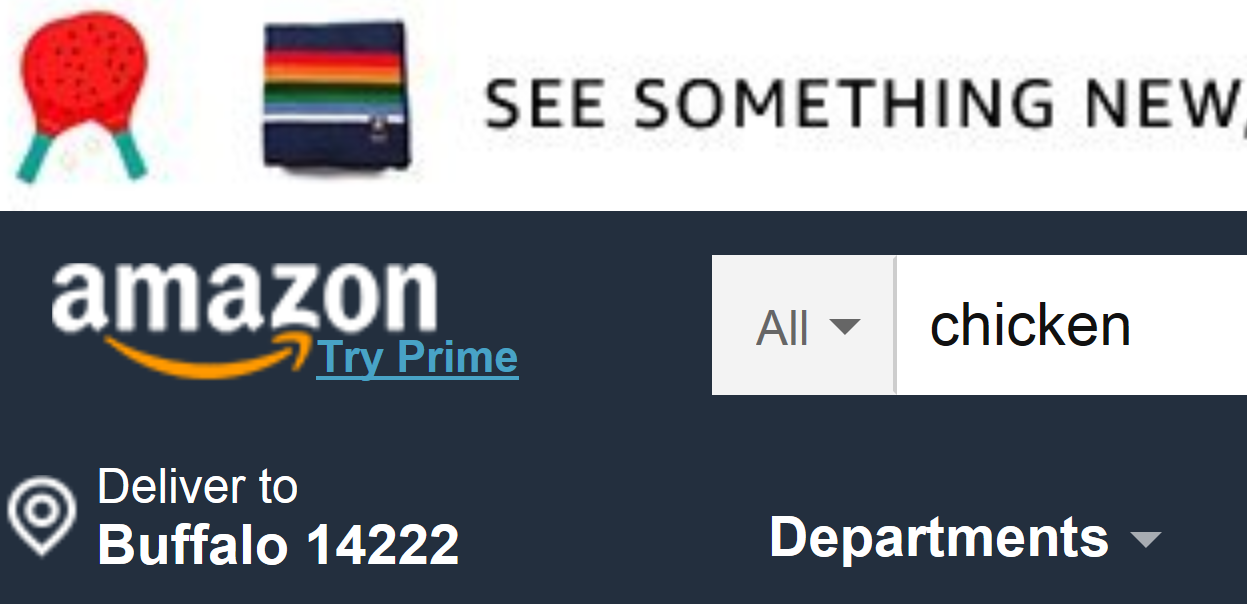 SEE SOMETHING NEW,
amazon
Try Prime
All
chicken
Deliver to
Buffalo 14222
Departments